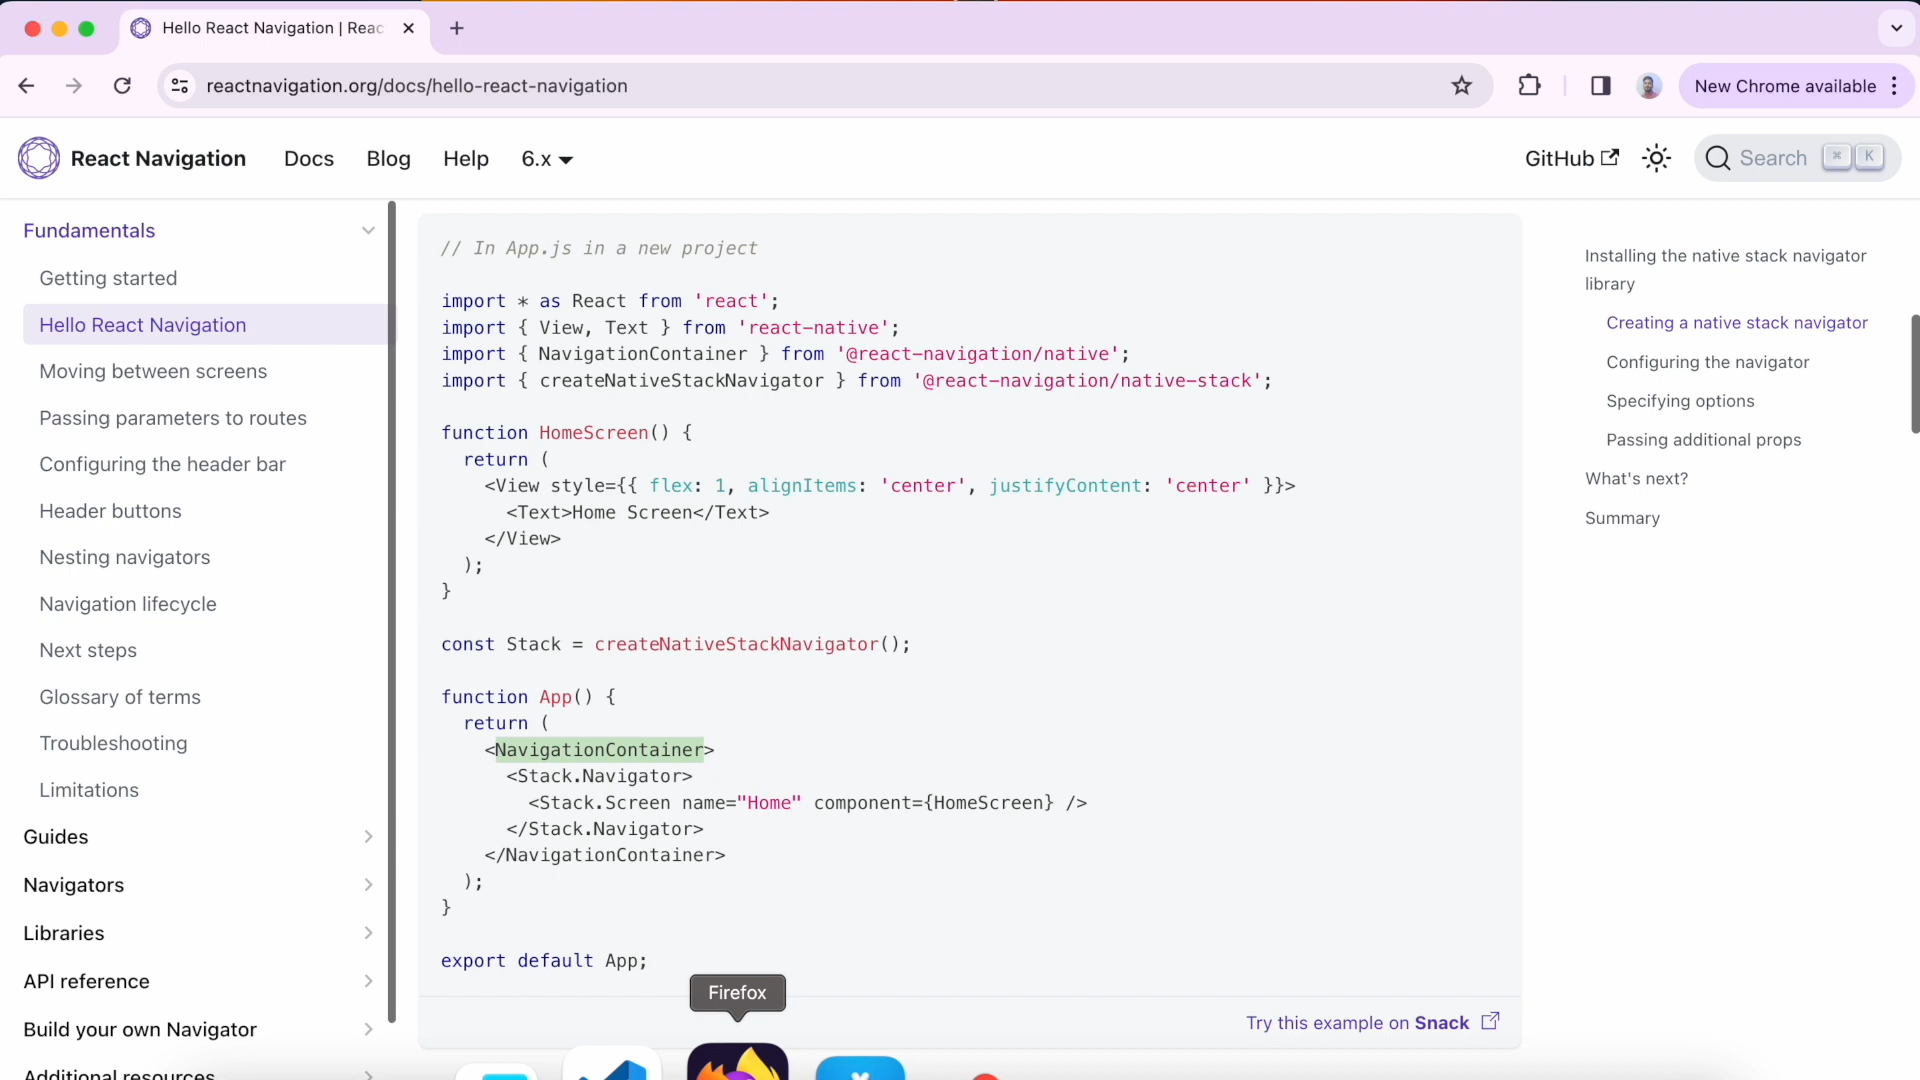 Hello React Navigation | Reac
reactnavigation.org/docs/hello-react-navigation
New Chrome available
React Navigation
Docs
Blog
Help
6.x
GitHub
Search
⌘ K
Fundamentals
Getting started
Hello React Navigation
Moving between screens
Passing parameters to routes
Configuring the header bar
Header buttons
Nesting navigators
Navigation lifecycle
Next steps
Glossary of terms
Troubleshooting
Limitations
Guides
Navigators
Libraries
API reference
Build your own Navigator
Additional resources
// In App.js in a new project
import * as React from 'react';
import { View, Text } from 'react-native';
import { NavigationContainer } from '@react-navigation/native';
import { createNativeStackNavigator } from '@react-navigation/native-stack';
function HomeScreen() {
return (
<View style={{ flex: 1, alignItems: 'center', justifyContent: 'center' }}>
<Text>Home Screen</Text>
</View>
);
}
const Stack = createNativeStackNavigator();
function App() {
return (
<NavigationContainer>
<Stack.Navigator>
<Stack.Screen name="Home" component={HomeScreen} />
</Stack.Navigator>
</NavigationContainer>
);
}
export default App;
Try this example on Snack
Firefox
Installing the native stack navigator
library
Creating a native stack navigator
Configuring the navigator
Specifying options
Passing additional props
What's next?
Summary